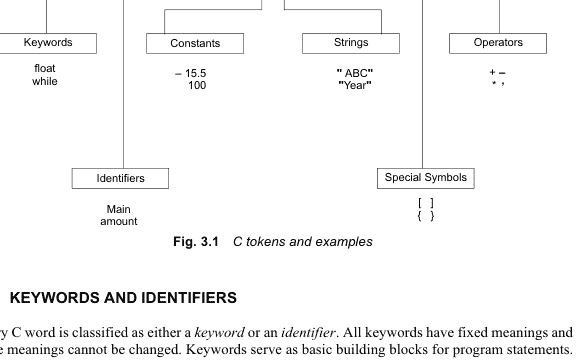 Keywords
Constants
Strings
Operators
float
while
– 15.5
100
" ABC"
"Year"
+ –
* ,
Identifiers
Special Symbols
Main
amount
[ ]
{ }
Fig. 3.1 C tokens and examples
KEYWORDS AND IDENTIFIERS
C word is classified as either a keyword or an identifier. All keywords have fixed meanings and
meanings cannot be changed. Keywords serve as basic building blocks for program statements.